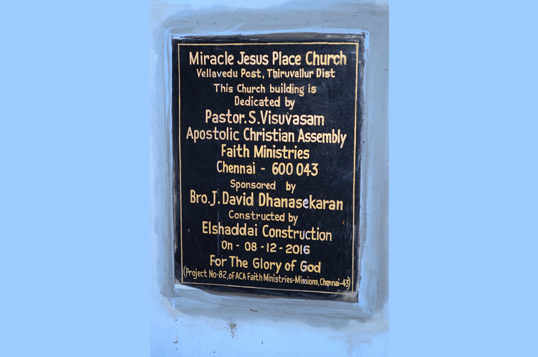 Miracle Jesus Place Church
Vellavedu Post, Thiruvallur Dist
This Church building is
Dedicated by
Pastor.S.Visuvasam
Apostolic Christian Assembly
Faith Ministries
Chennai - 600 043
Sponsored by
Bro.J.David Dhanasekaran
Constructed by
Elshaddai Construction
On - 08 -12 - 2016
For The Glory of God
(Project No-82, of ACA Faith Ministries-Missions, Chennai-43)